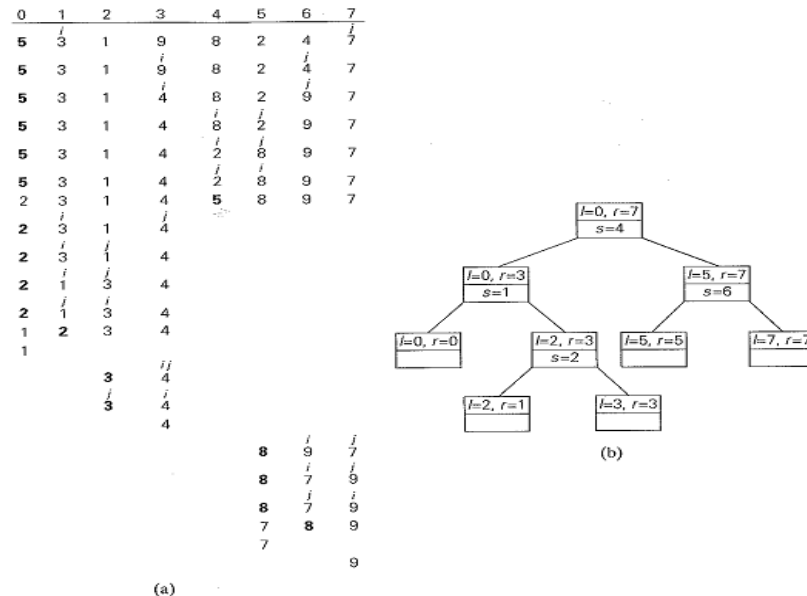 0 1 2 3 4 5 6 7
i j
5 3 1 9 8 2 4 7
i j
5 3 1 9 8 2 4 7
i j
5 3 1 4 8 2 9 7
i j
5 3 1 4 8 2 9 7
i j
5 3 1 4 2 8 9 7
j i
5 3 1 4 2 8 9 7
2 3 1 4 5 8 9 7
i j
2 3 1 4
i j
2 3 1 4
i j
2 1 3 4
j i
2 1 3 4
1 2 3 4
1
ij
3 4
j i
3 4
4
i j
8 9 7
i j
8 7 9
j i
8 7 9
7 8 9
7
9
(a)
l=0, r=7
s=4
l=0, r=3
s=1
l=5, r=7
s=6
l=0, r=0
l=2, r=3
s=2
l=5, r=5
l=7, r=7
l=2, r=1
l=3, r=3
(b)